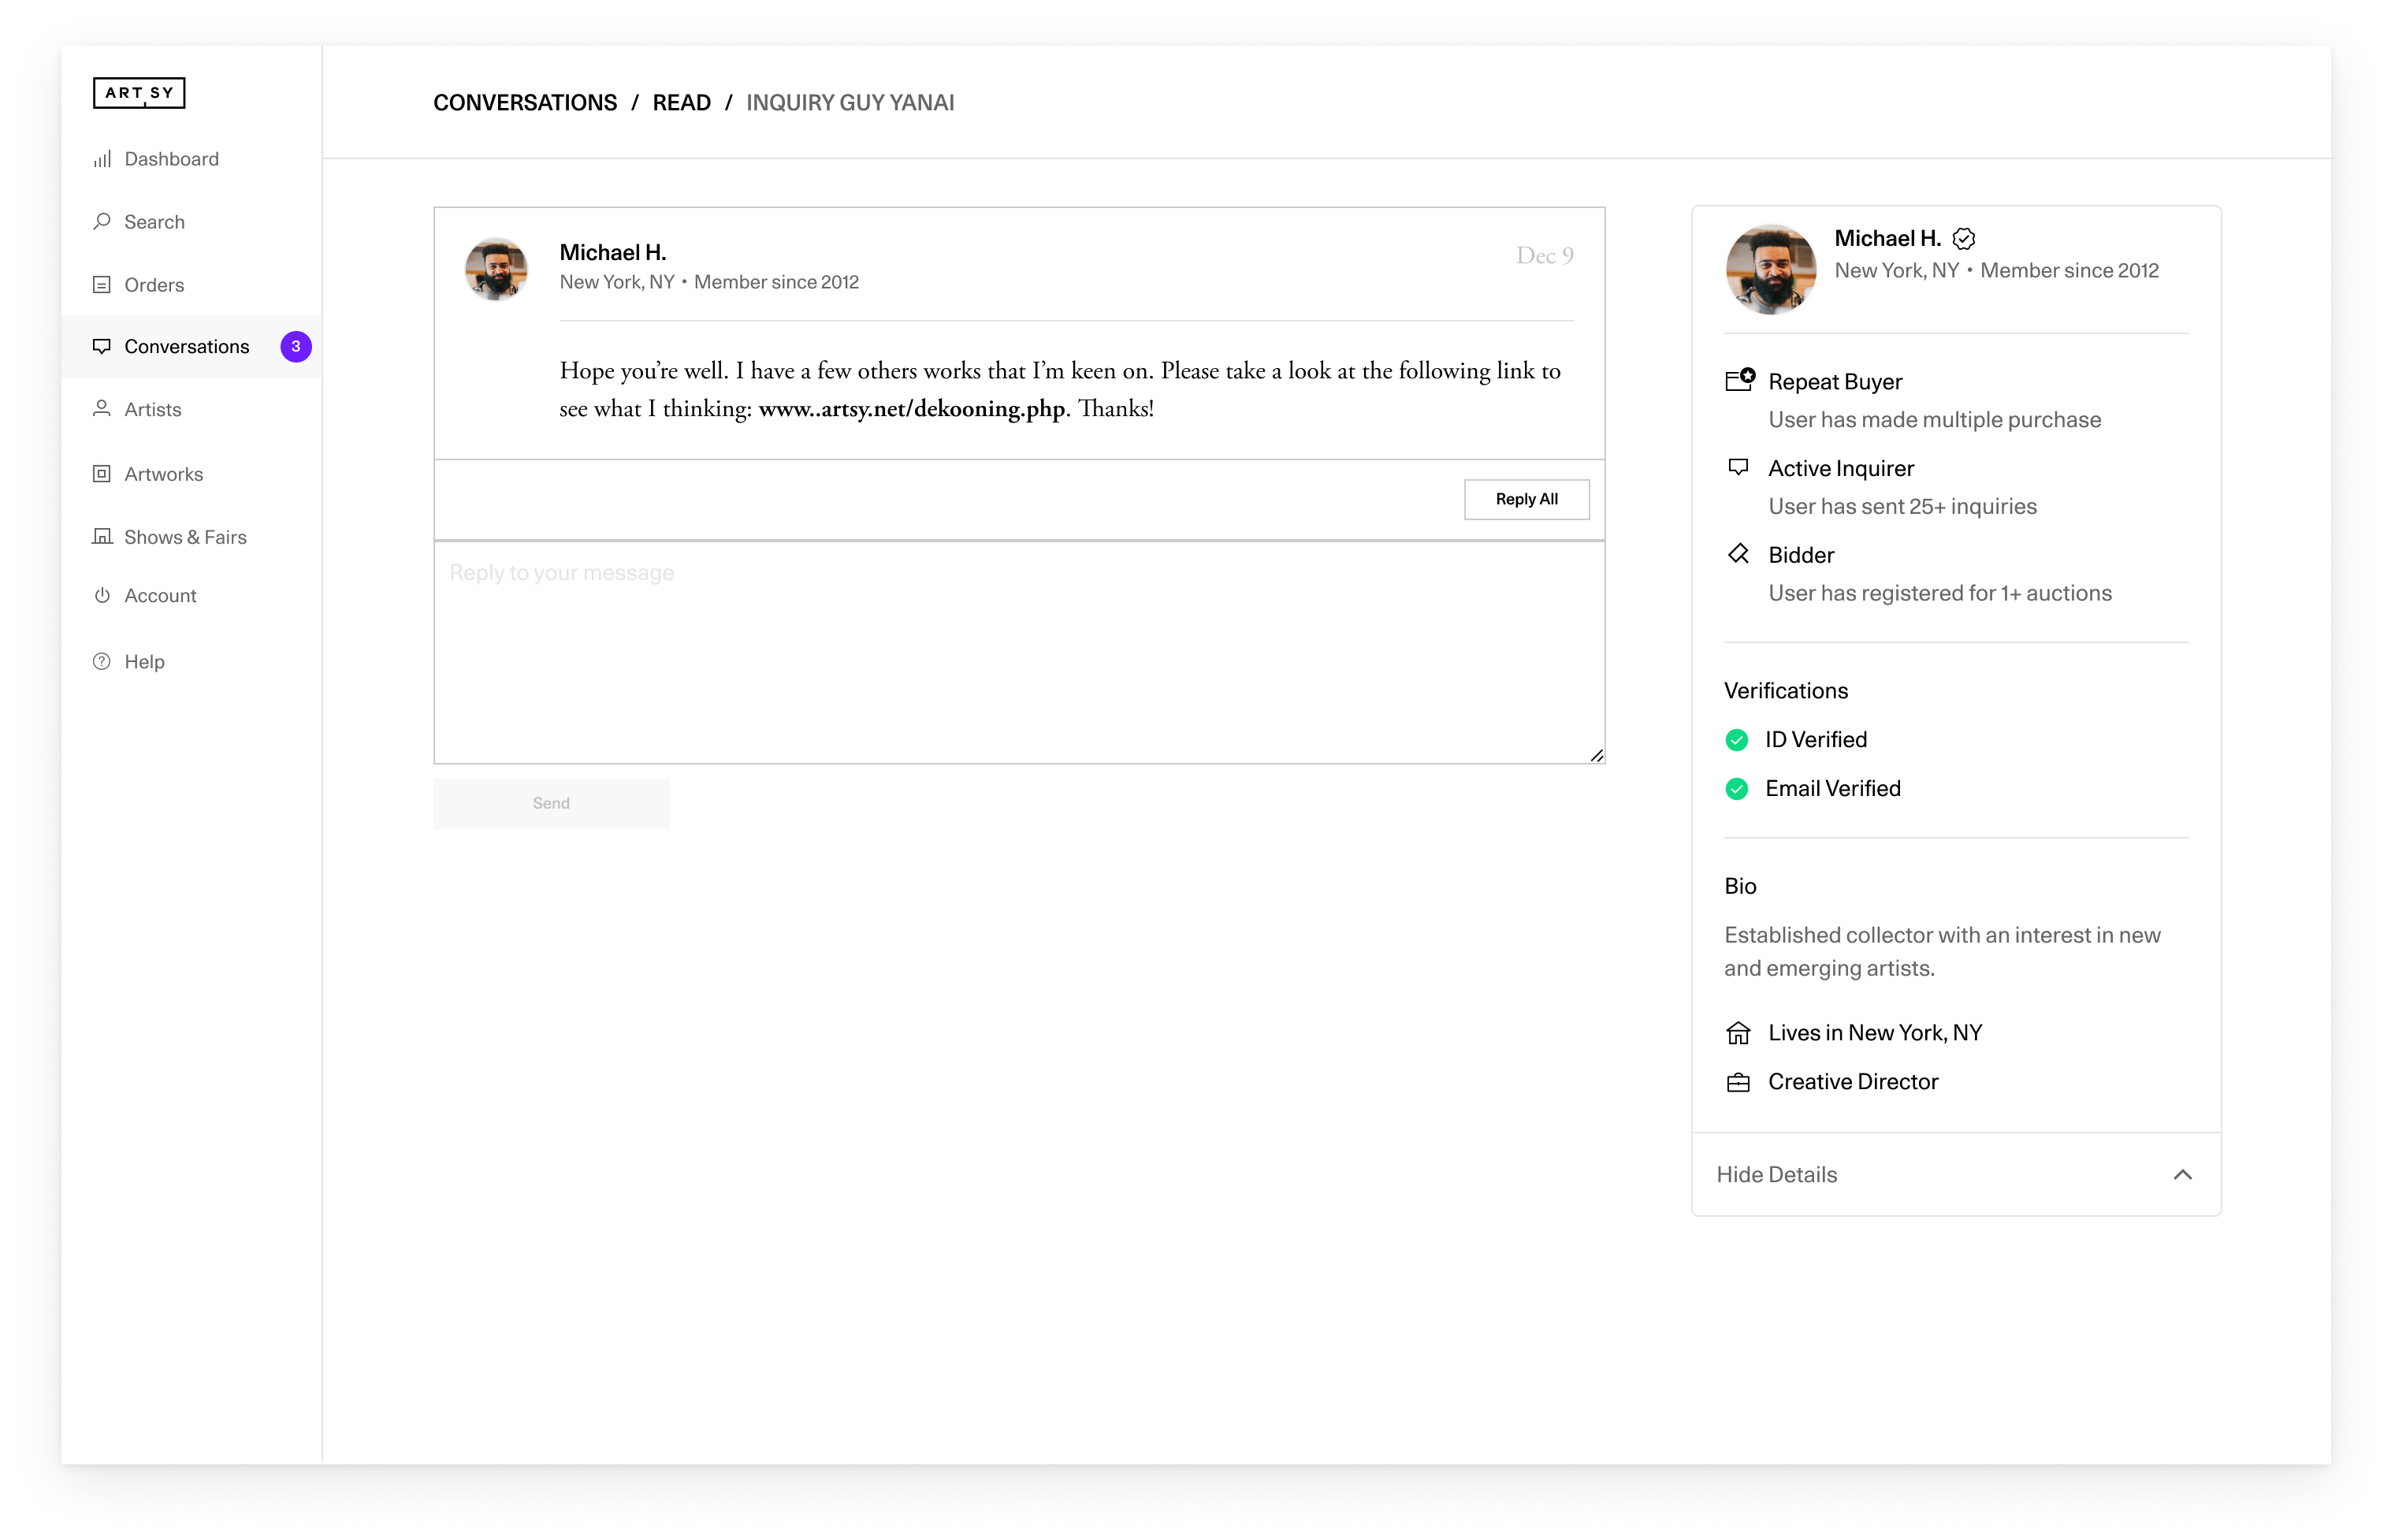 ARTSY
Dashboard
Search
Orders
Conversations 3
Artists
Artworks
Shows & Fairs
Account
Help
CONVERSATIONS / READ / INQUIRY GUY YANAI
Michael H.
Dec 9
New York, NY • Member since 2012
Hope you’re well. I have a few others works that I’m keen on. Please take a look at the following link to
see what I thinking: www..artsy.net/dekooning.php. Thanks!
Reply All
Reply to your message
Send
Michael H.
New York, NY • Member since 2012
Repeat Buyer
User has made multiple purchase
Active Inquirer
User has sent 25+ inquiries
Bidder
User has registered for 1+ auctions
Verifications
ID Verified
Email Verified
Bio
Established collector with an interest in new
and emerging artists.
Lives in New York, NY
Creative Director
Hide Details